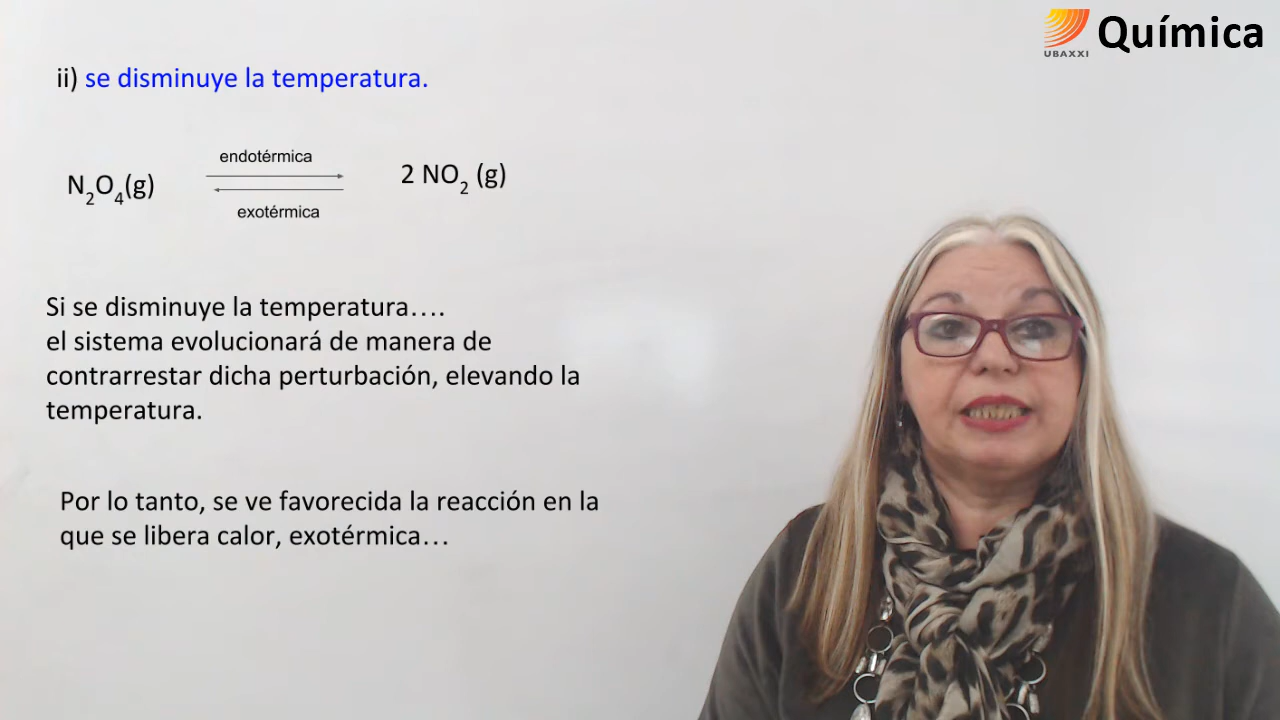 UBAXXI
Química
ii) se disminuye la temperatura.
endotérmica
N₂O₄(g)
2 NO₂ (g)
exotérmica
Si se disminuye la temperatura….
el sistema evolucionará de manera de
contrarrestar dicha perturbación, elevando la
temperatura.
Por lo tanto, se ve favorecida la reacción en la
que se libera calor, exotérmica…